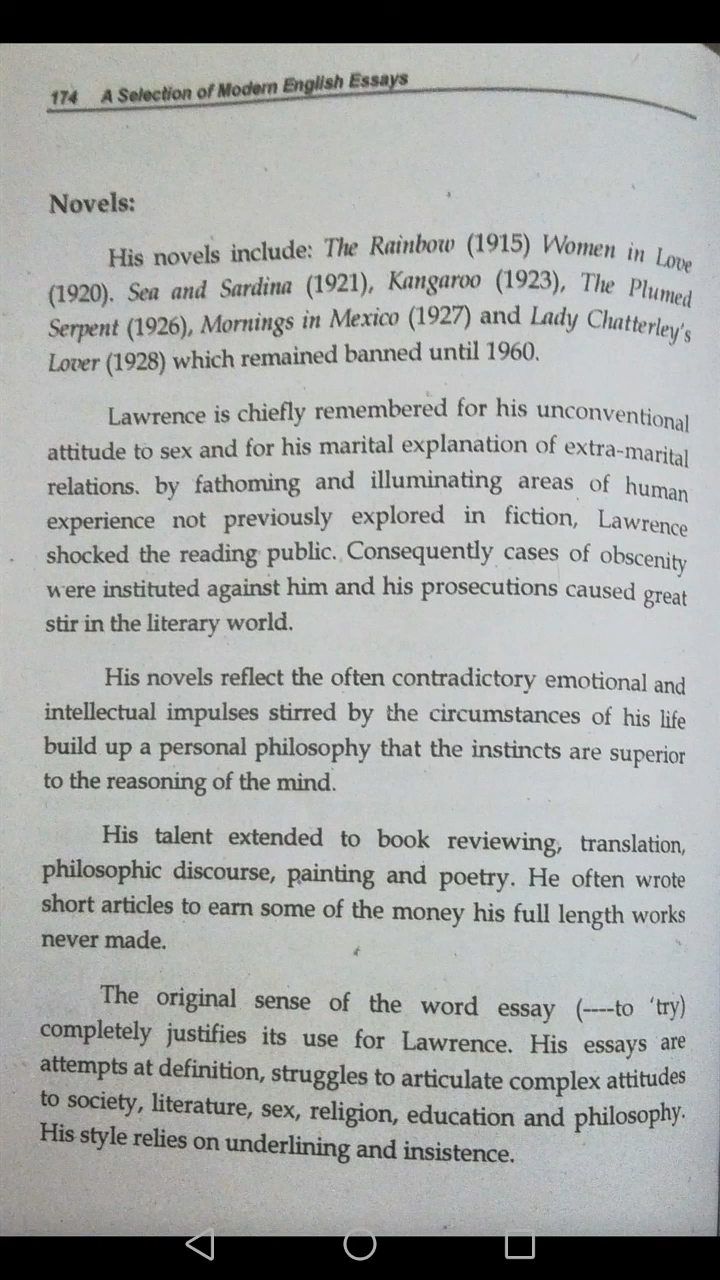 174 A Selection of Modern English Essays
Novels:
His novels include: The Rainbow (1915) Women in Love
(1920). Sea and Sardina (1921), Kangaroo (1923), The Plumed
Serpent (1926), Mornings in Mexico (1927) and Lady Chatterley's
Lover (1928) which remained banned until 1960.
Lawrence is chiefly remembered for his unconventional
attitude to sex and for his marital explanation of extra-marital
relations. by fathoming and illuminating areas of human
experience not previously explored in fiction, Lawrence
shocked the reading public. Consequently cases of obscenity
were instituted against him and his prosecutions caused great
stir in the literary world.
His novels reflect the often contradictory emotional and
intellectual impulses stirred by the circumstances of his life
build up a personal philosophy that the instincts are superior
to the reasoning of the mind.
His talent extended to book reviewing, translation,
philosophic discourse, painting and poetry. He often wrote
short articles to earn some of the money his full length works
never made.
The original sense of the word essay (----to 'try)
completely justifies its use for Lawrence. His essays are
attempts at definition, struggles to articulate complex attitudes
to society, literature, sex, religion, education and philosophy.
His style relies on underlining and insistence.